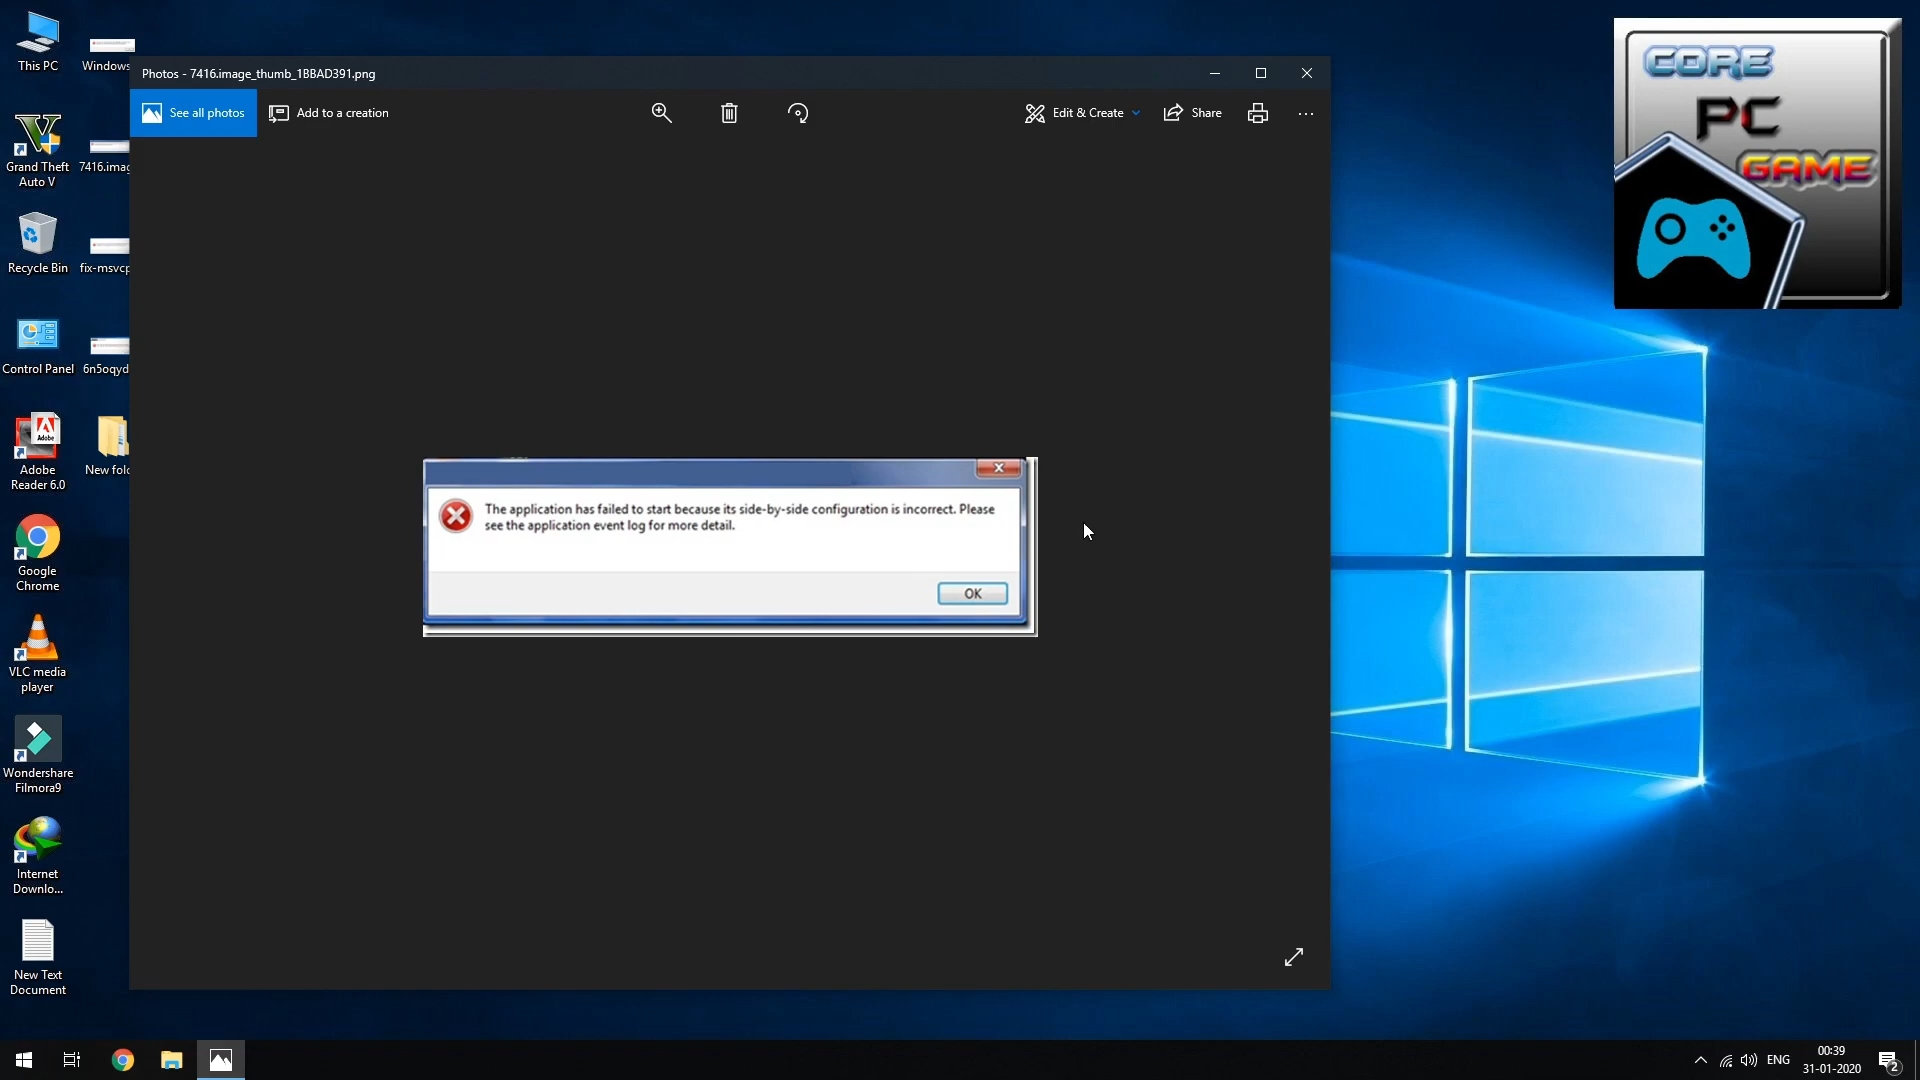 This PC
Windows
Grand Theft
Auto V
7416.imag
Recycle Bin
fix-msvcp
Control Panel
6n5oqyd
Adobe
Adobe
Reader 6.0
New fold
Google
Chrome
VLC media
player
Wondershare
Filmora9
Internet
Downlo...
New Text
Document
Photos - 7416.image_thumb_1BBAD391.png
See all photos
Add to a creation
Edit & Create
Share
The application has failed to start because its side-by-side configuration is incorrect. Please
see the application event log for more detail.
OK
CORE
PC
GAME
ENG
00:39
31-01-2020
2